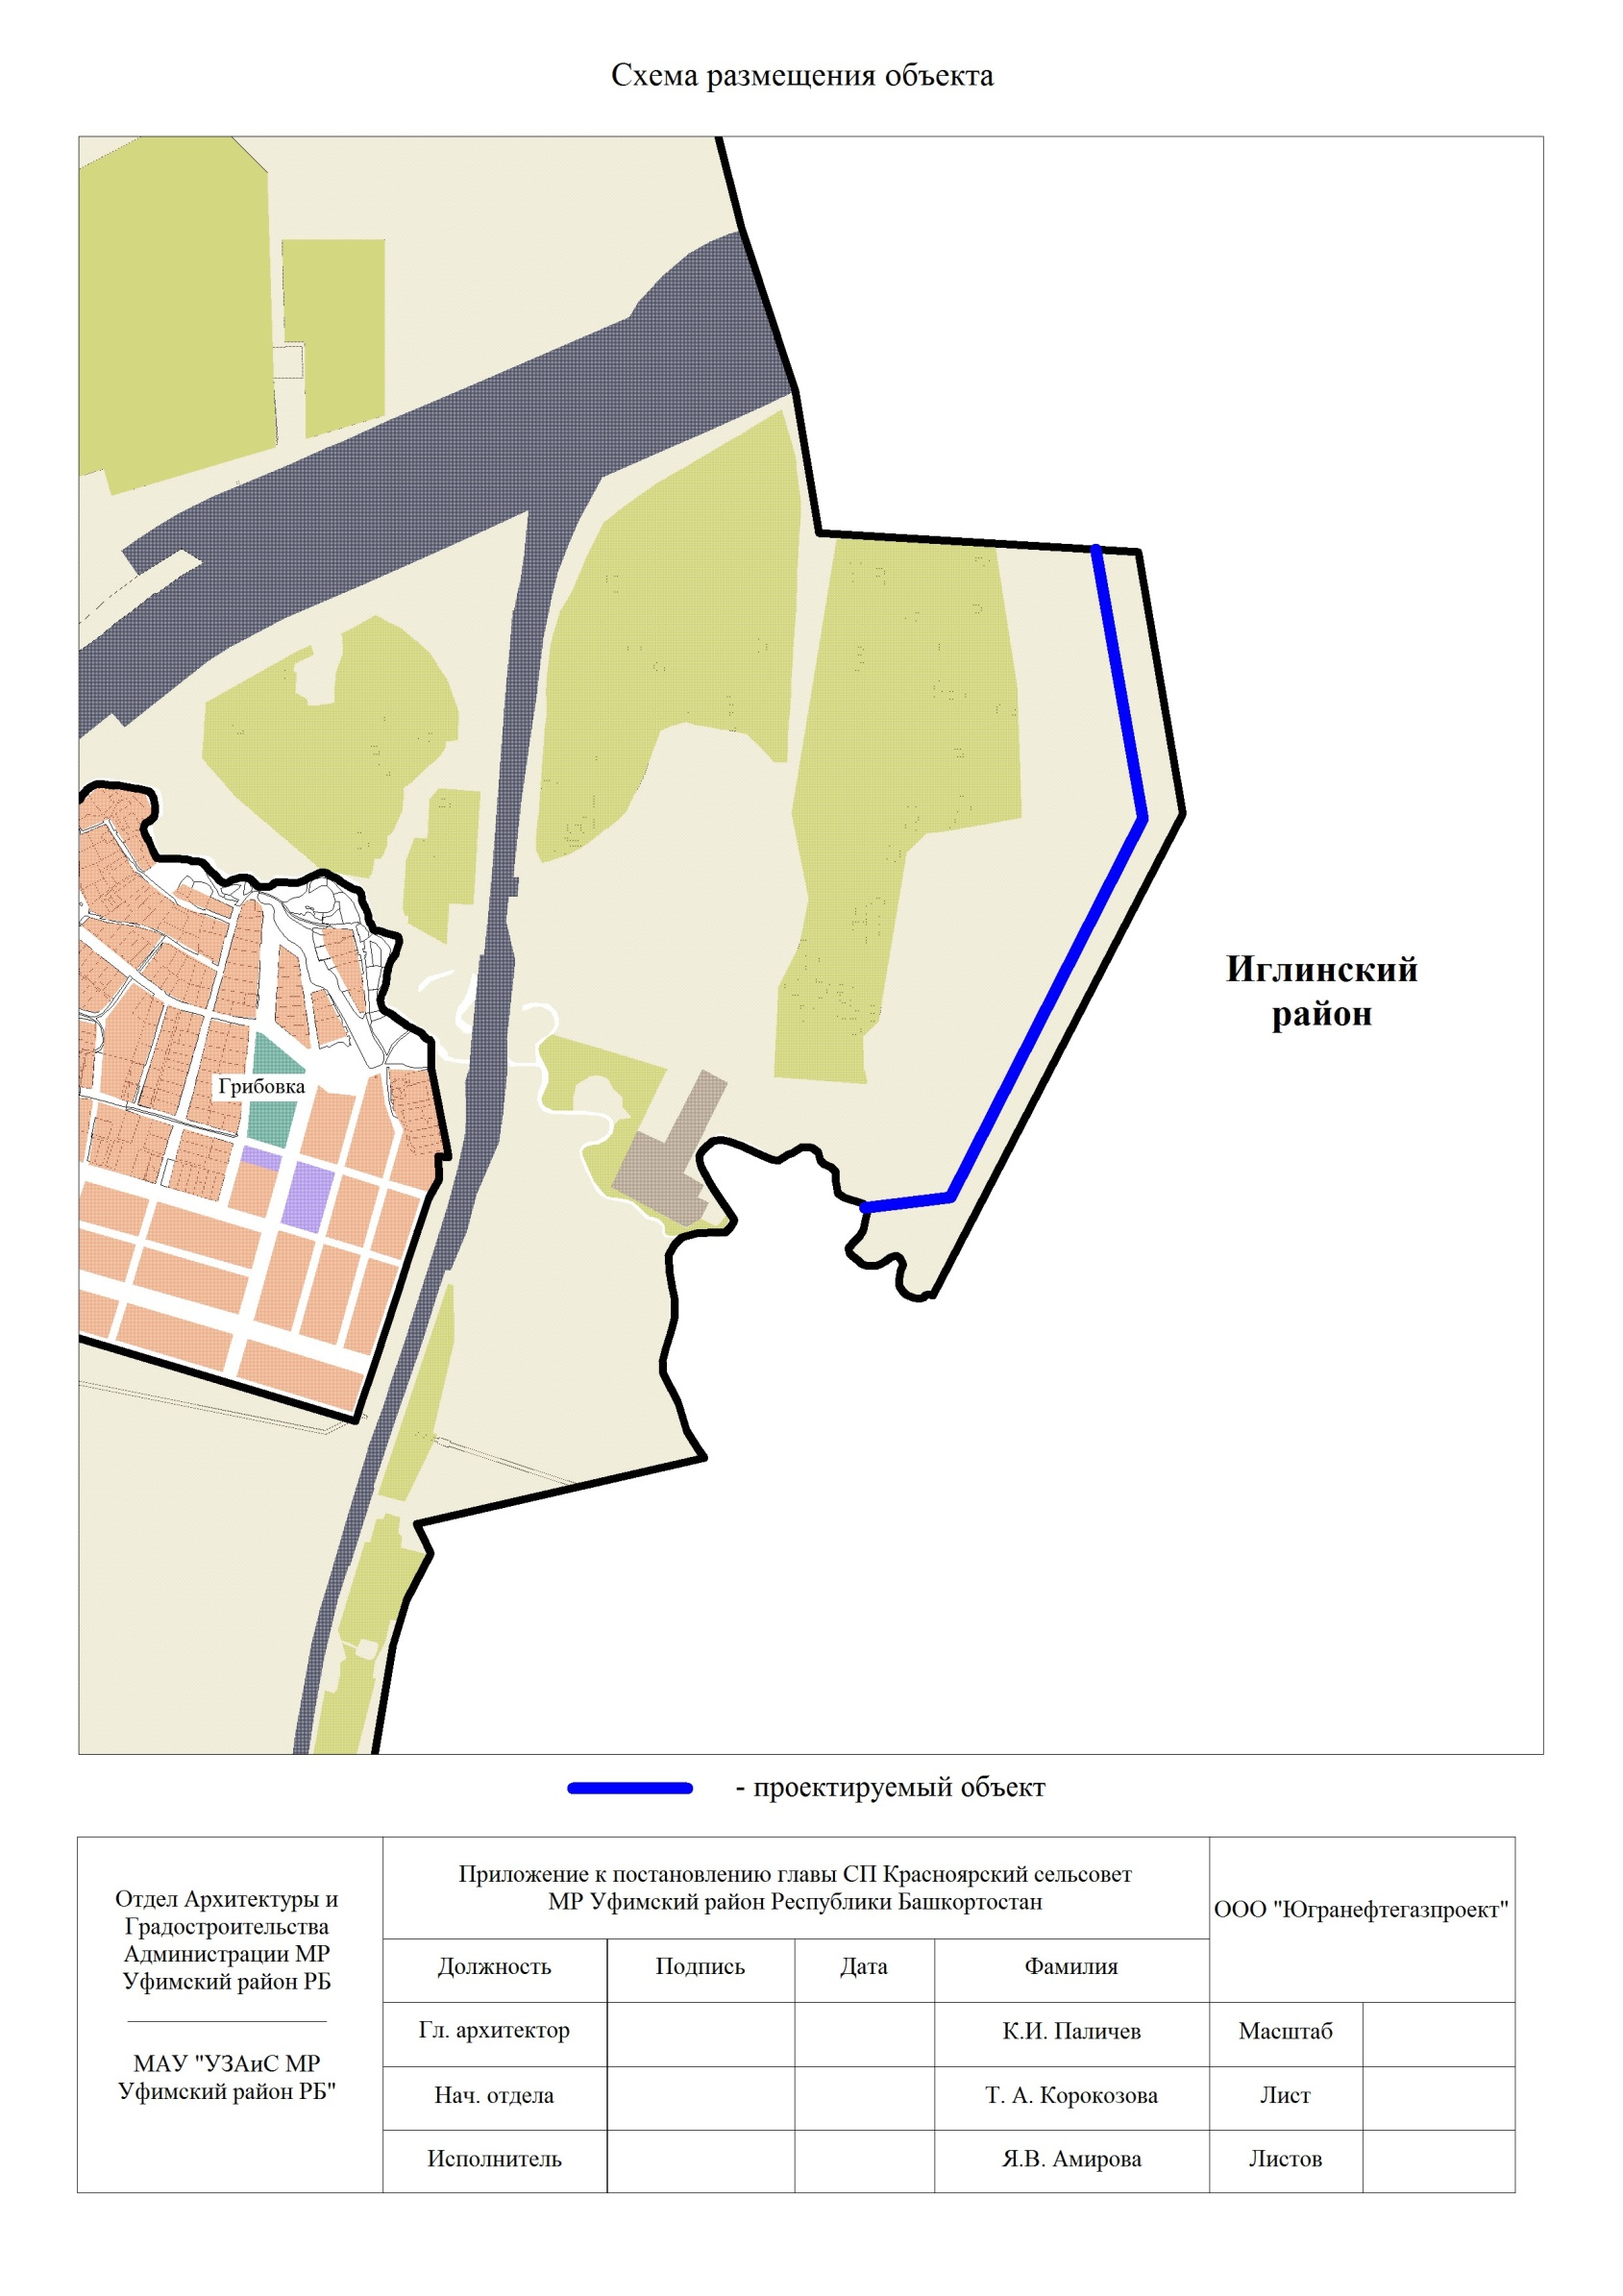 Схема размещения объекта
Иглинский
район
Грибовка
- проектируемый объект
Отдел Архитектуры и
Градостроительства
Администрации МР
Уфимский район РБ
МАУ "УЗАиС МР
Уфимский район РБ"
Приложение к постановлению главы СП Красноярский сельсовет
МР Уфимский район Республики Башкортостан
ООО "Югранефтегазпроект"
Должность Подпись Дата Фамилия
Гл. архитектор К.И. Паличев Масштаб
Нач. отдела Т. А. Корокозова Лист
Исполнитель Я.В. Амирова Листов